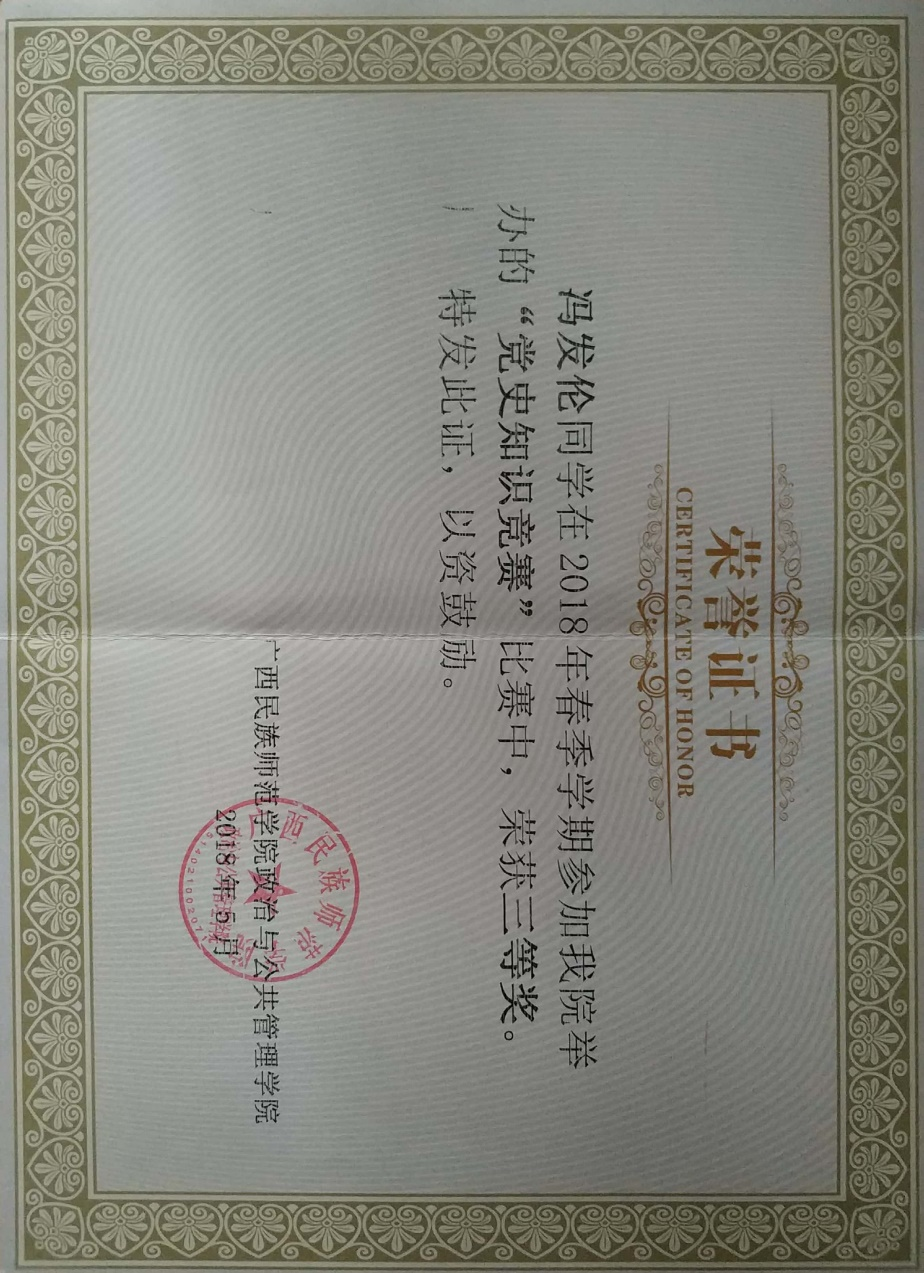 荣誉证书
CERTIFICATE OF HONOR
冯发伦同学在2018年春季学期参加我院举
办的“党史知识竞赛”比赛中，荣获三等奖。
特发此证，以资鼓励。
广西民族师范学院政治与公共管理学院
2018年5月